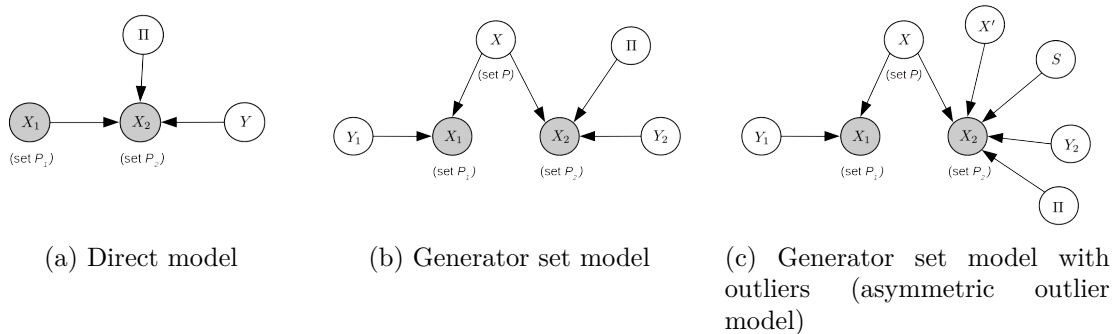 Π
X₁
X₂
Y
(set P₁)
(set P₂)
(a) Direct model
X
(set P)
Π
Y₁
X₁
X₂
Y₂
(set P₁)
(set P₂)
(b) Generator set model
X
(set P)
X′
S
Y₁
X₁
X₂
Y₂
(set P₁)
(set P₂)
Π
(c) Generator set model with
outliers (asymmetric outlier
model)